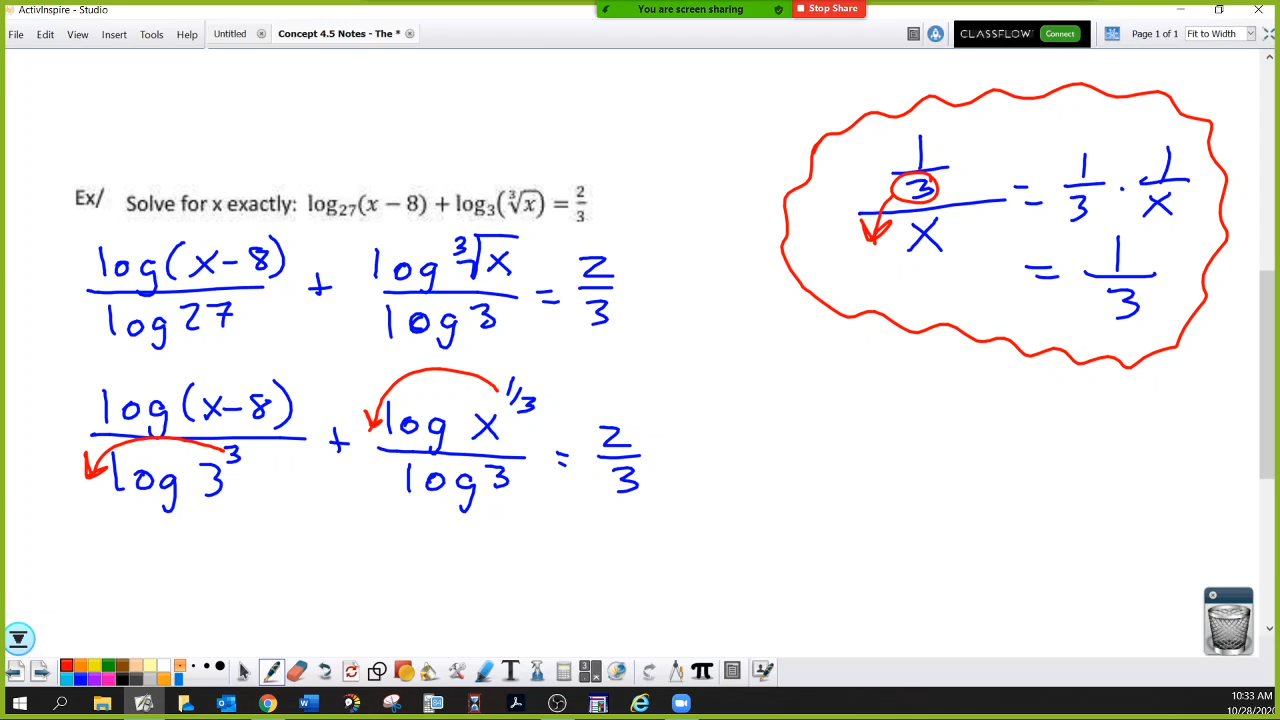 ActivInspire - Studio
You are screen sharing
Stop Share
File Edit View Insert Tools Help
Untitled
Concept 4.5 Notes - The *
CLASSFLOW Connect
Page 1 of 1
Fit to Width
Ex/ Solve for x exactly: log₂₇(x − 8) + log₃(∛x) = 2/3
log(x-8)/log 27 + log ∛x/log 3 = 2/3
log(x-8)/log 3³ + log x^1/3/log 3 = 2/3
(1/3)/x = 1/3 · 1/x
= 1/3
10:33 AM
10/28/2020